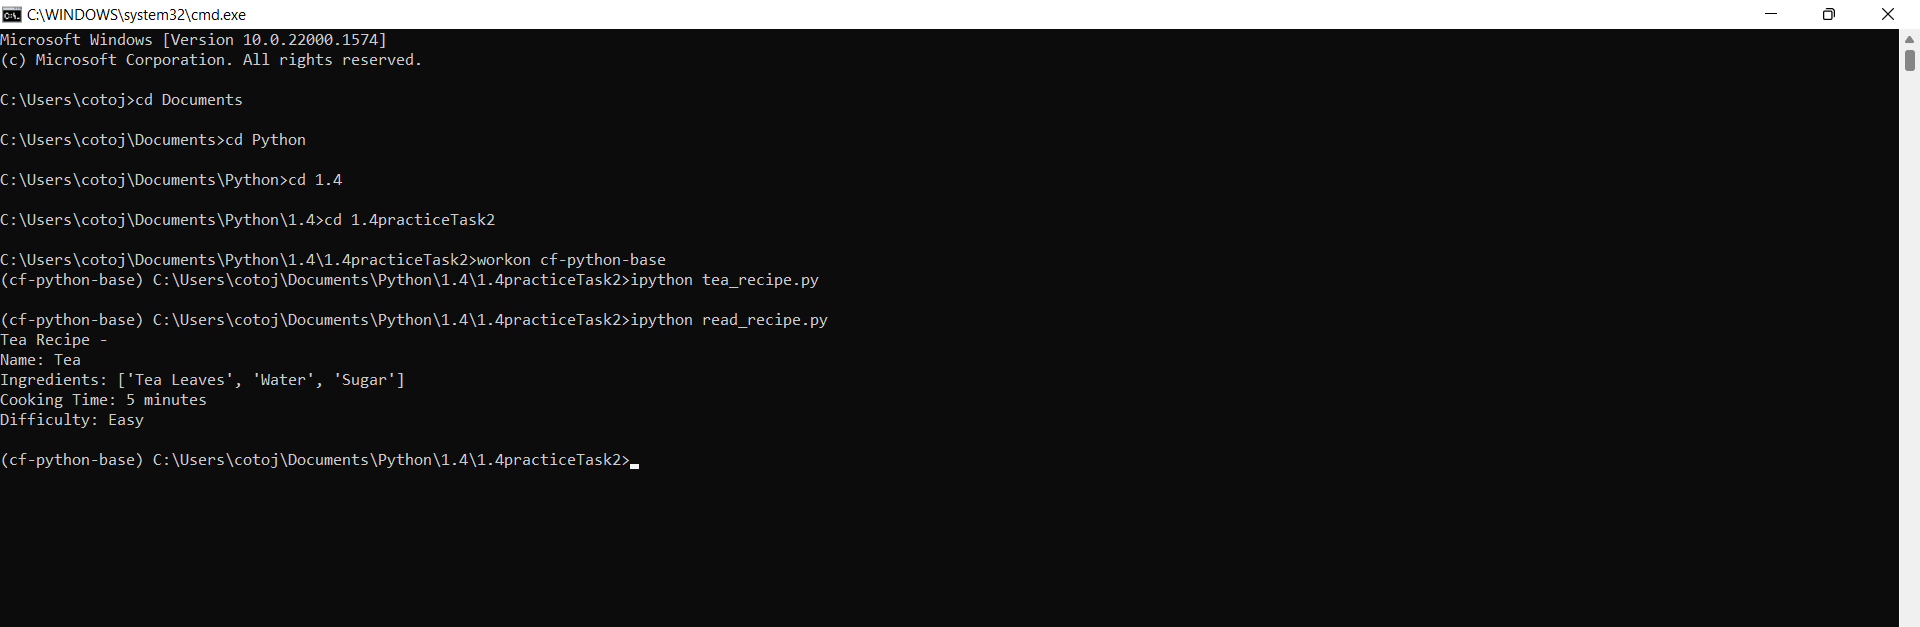 C:\WINDOWS\system32\cmd.exe
Microsoft Windows [Version 10.0.22000.1574]
(c) Microsoft Corporation. All rights reserved.
C:\Users\cotoj>cd Documents
C:\Users\cotoj\Documents>cd Python
C:\Users\cotoj\Documents\Python>cd 1.4
C:\Users\cotoj\Documents\Python\1.4>cd 1.4practiceTask2
C:\Users\cotoj\Documents\Python\1.4\1.4practiceTask2>workon cf-python-base
(cf-python-base) C:\Users\cotoj\Documents\Python\1.4\1.4practiceTask2>ipython tea_recipe.py
(cf-python-base) C:\Users\cotoj\Documents\Python\1.4\1.4practiceTask2>ipython read_recipe.py
Tea Recipe -
Name: Tea
Ingredients: ['Tea Leaves', 'Water', 'Sugar']
Cooking Time: 5 minutes
Difficulty: Easy
(cf-python-base) C:\Users\cotoj\Documents\Python\1.4\1.4practiceTask2>